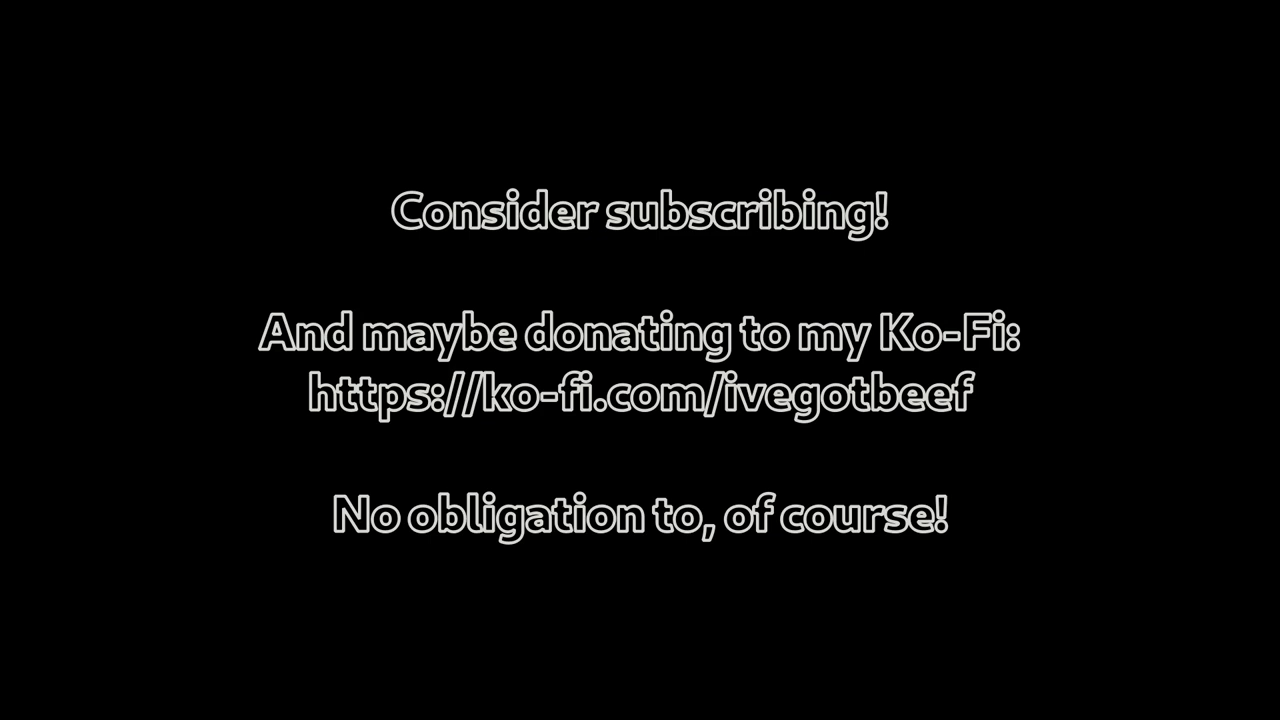 Consider subscribing!
And maybe donating to my Ko-Fi:
https://ko-fi.com/ivegotbeef
No obligation to, of course!